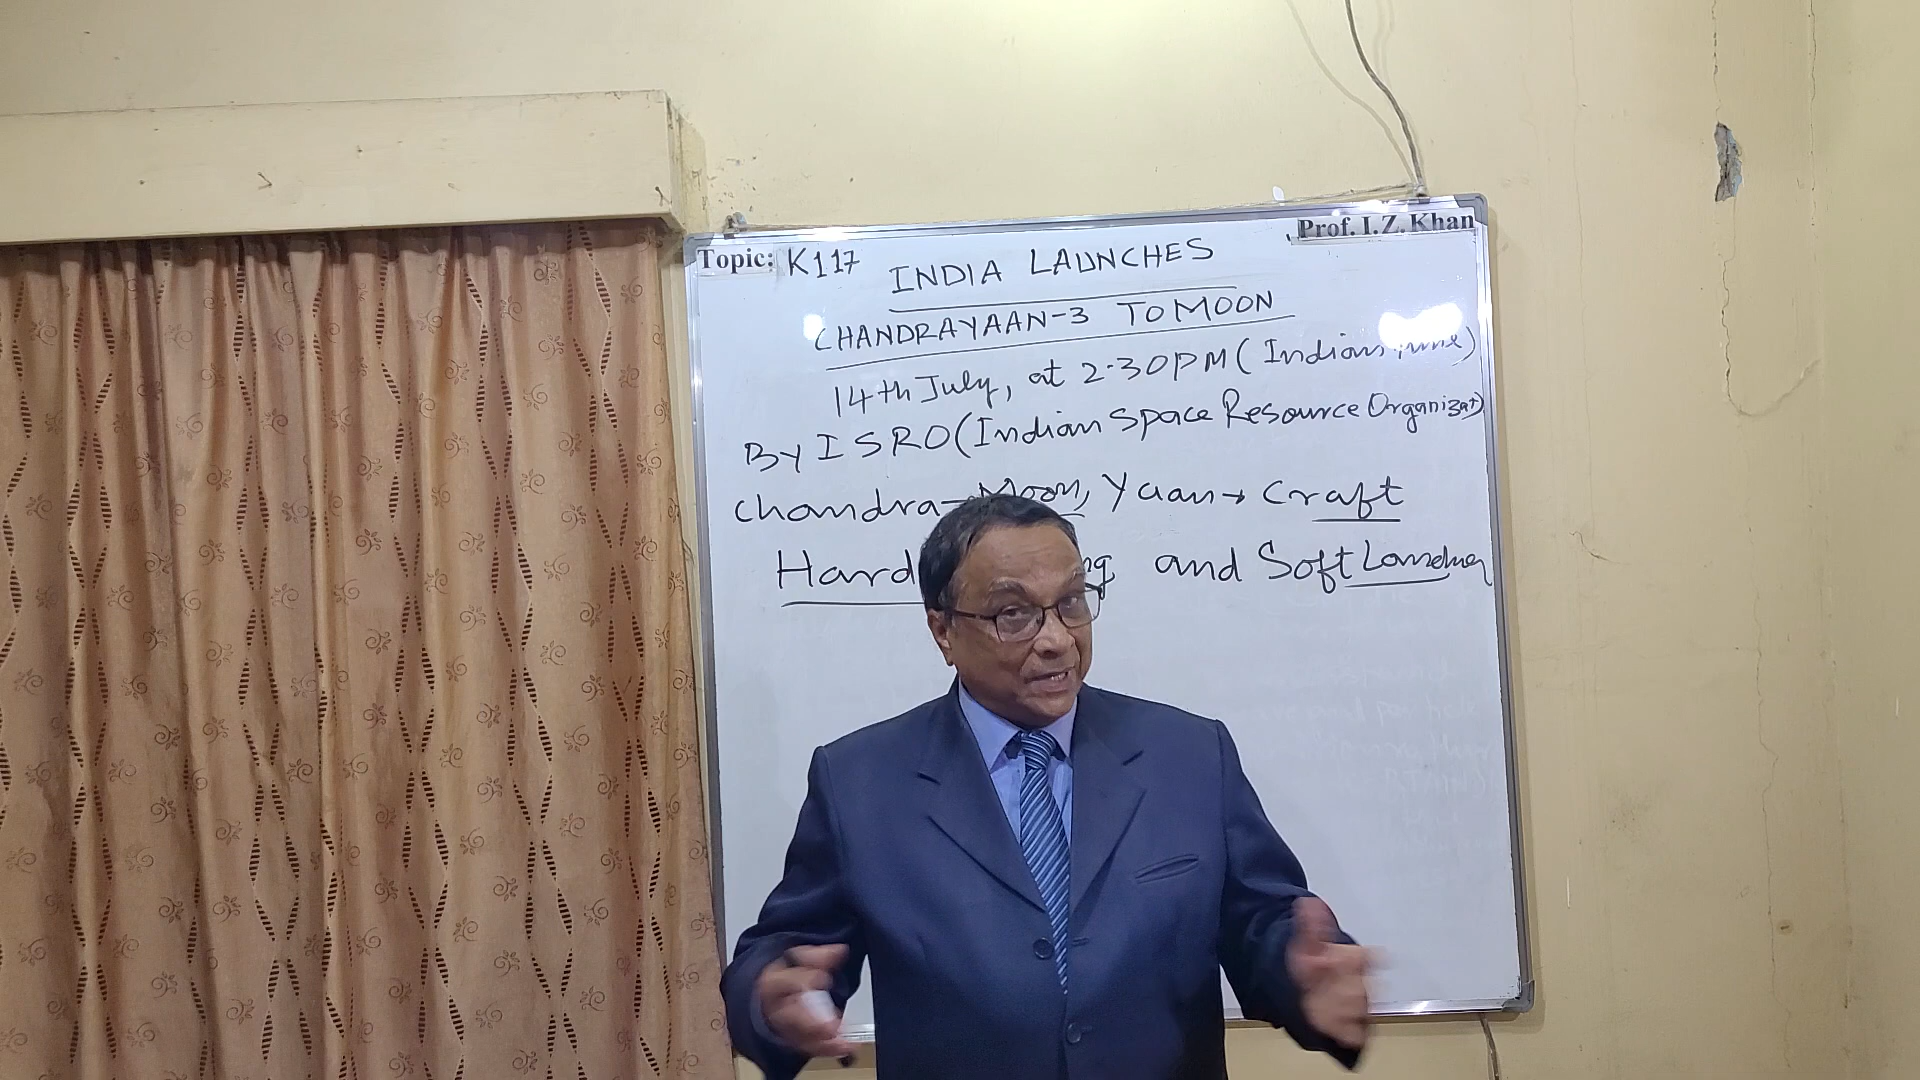 Prof. I. Z. Khan
Topic: K117 INDIA LAUNCHES
CHANDRAYAAN-3 TO MOON
14th July, at 2.30PM (Indian
By ISRO (Indian Space Resource Organizat)
Chandra- Moon, Yaan → Craft
Hard and Soft Landing